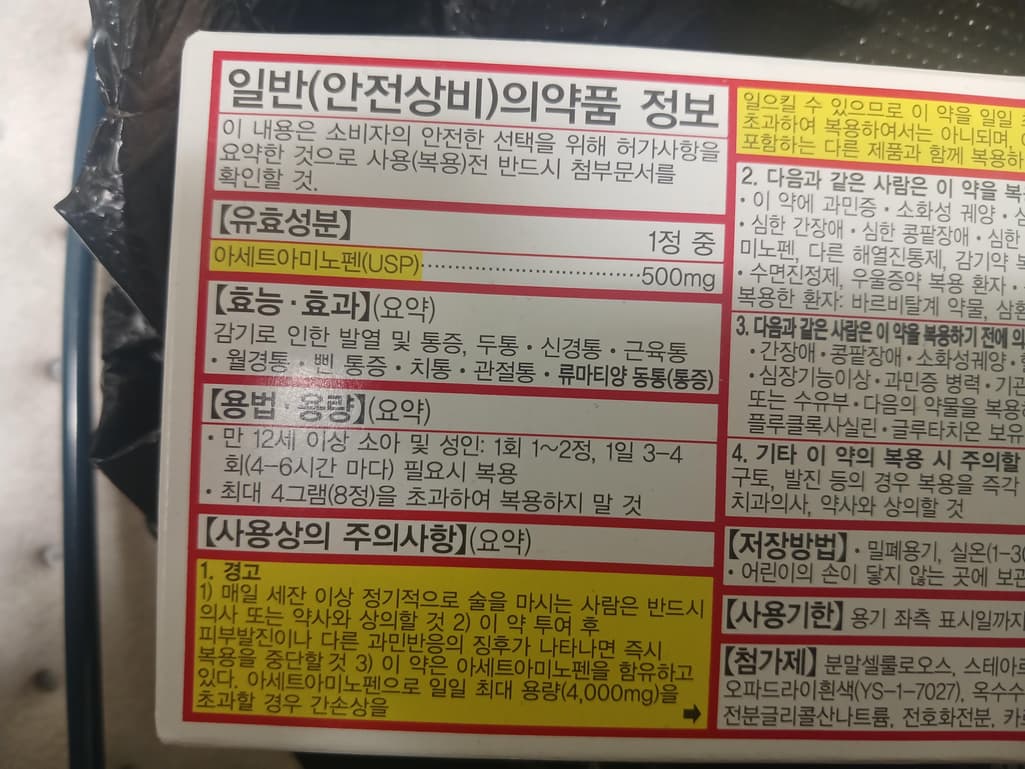 일반(안전상비)의약품 정보
이 내용은 소비자의 안전한 선택을 위해 허가사항을
요약한 것으로 사용(복용)전 반드시 첨부문서를
확인할 것.
【유효성분】 1정 중
아세트아미노펜(USP)……………………………500mg
【효능·효과】(요약)
감기로 인한 발열 및 통증, 두통·신경통·근육통
·월경통·삔 통증·치통·관절통·류마티양 동통(통증)
【용법·용량】(요약)
·만 12세 이상 소아 및 성인: 1회 1~2정, 1일 3-4
회(4-6시간 마다) 필요시 복용
·최대 4그램(8정)을 초과하여 복용하지 말 것
【사용상의 주의사항】(요약)
1. 경고
1) 매일 세잔 이상 정기적으로 술을 마시는 사람은 반드시
의사 또는 약사와 상의할 것 2) 이 약 투여 후
피부발진이나 다른 과민반응의 징후가 나타나면 즉시
복용을 중단할것 3) 이 약은 아세트아미노펜을 함유하고
있다. 아세트아미노펜으로 일일 최대 용량(4,000mg)을
초과할 경우 간손상을 ➡
일으킬 수 있으므로 이 약을 일일
초과하여 복용하여서는 아니되며,
포함하는 다른 제품과 함께 복용하
2. 다음과 같은 사람은 이 약을 복
·이 약에 과민증·소화성 궤양·
·심한 간장애·심한 콩팥장애·심한
미노펜, 다른 해열진통제, 감기약 복
·수면진정제, 우울증약 복용 환자·
복용한 환자: 바르비탈계 약물, 삼환
3. 다음과 같은 사람은 이 약을 복용하기 전에 의
·간장애·콩팥장애·소화성궤양·
·심장기능이상·과민증 병력·기관
또는 수유부·다음의 약물을 복용
플루클록사실린·글루타치온 보유
4. 기타 이 약의 복용 시 주의할
구토, 발진 등의 경우 복용을 즉각
치과의사, 약사와 상의할 것
【저장방법】·밀폐용기, 실온(1-30
·어린이의 손이 닿지 않는 곳에 보관
【사용기한】 용기 좌측 표시일까지
【첨가제】 분말셀룰로오스, 스테아르
오파드라이흰색(YS-1-7027), 옥수수
전분글리콜산나트륨, 전호화전분, 카르